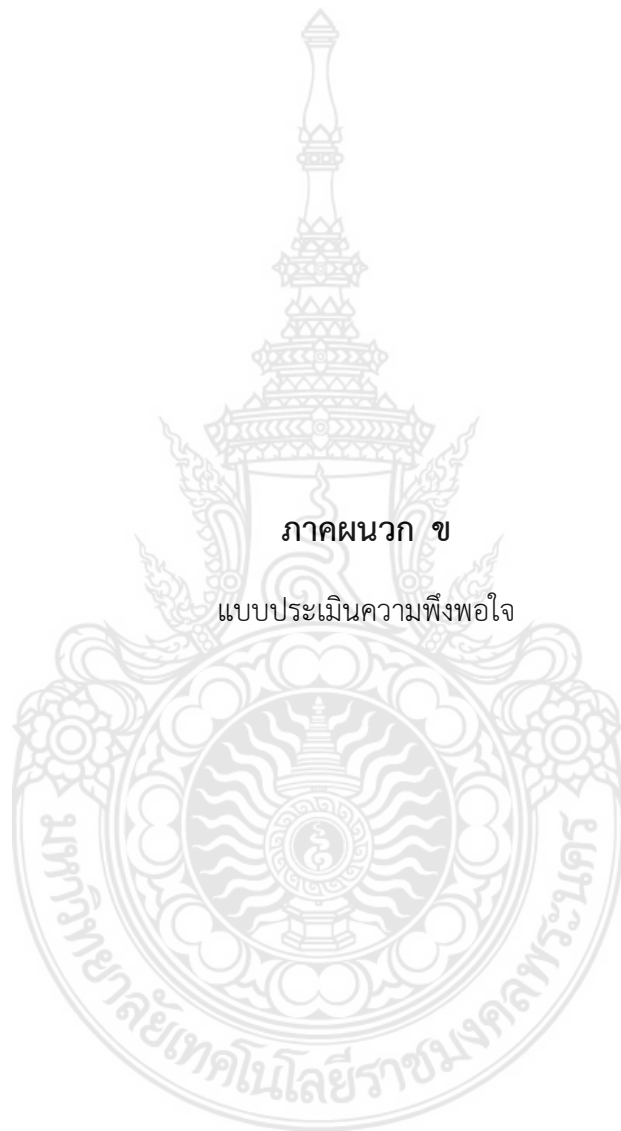 ภาคผนวก ข
แบบประเมินความพึงพอใจ
มหาวิทยาลัยเทคโนโลยีราชมงคลพระนคร